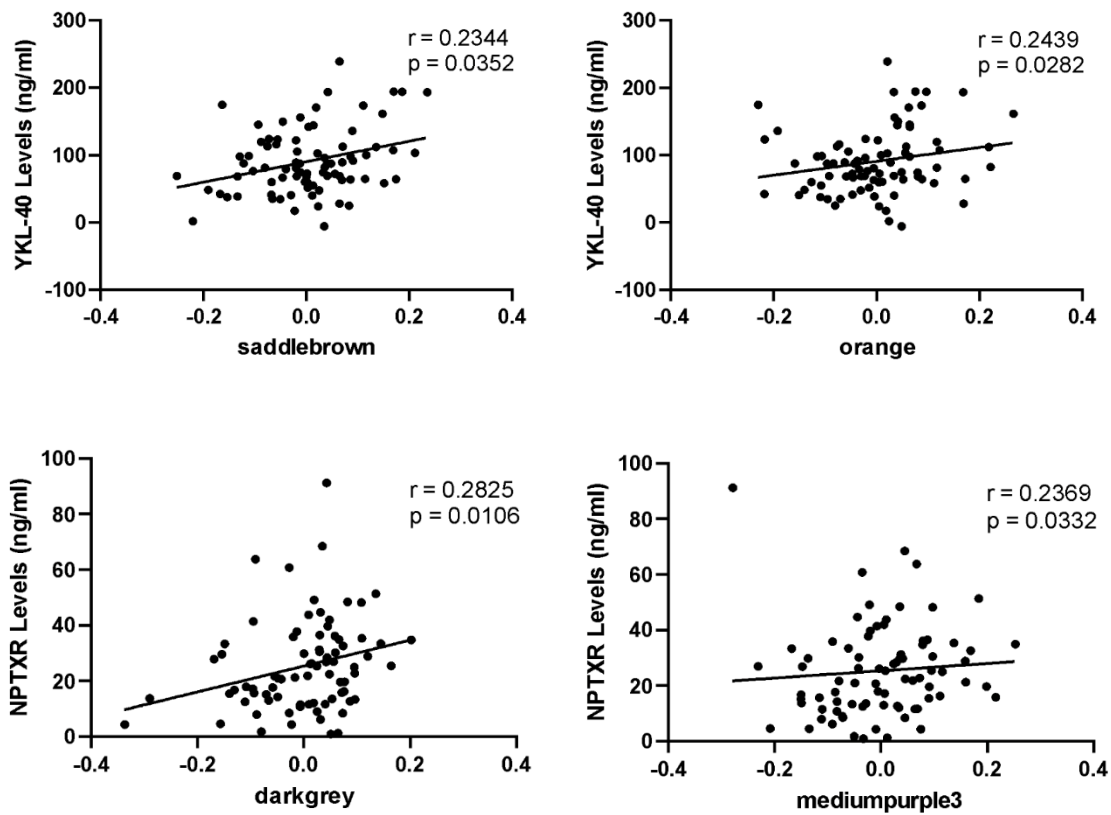 300
200
100
0
-100
YKL-40 Levels (ng/ml)
r = 0.2344
p = 0.0352
-0.4 -0.2 0.0 0.2 0.4
saddlebrown
300
200
100
0
-100
YKL-40 Levels (ng/ml)
r = 0.2439
p = 0.0282
-0.4 -0.2 0.0 0.2 0.4
orange
100
80
60
40
20
0
NPTXR Levels (ng/ml)
r = 0.2825
p = 0.0106
-0.4 -0.2 0.0 0.2 0.4
darkgrey
100
80
60
40
20
0
NPTXR Levels (ng/ml)
r = 0.2369
p = 0.0332
-0.4 -0.2 0.0 0.2 0.4
mediumpurple3